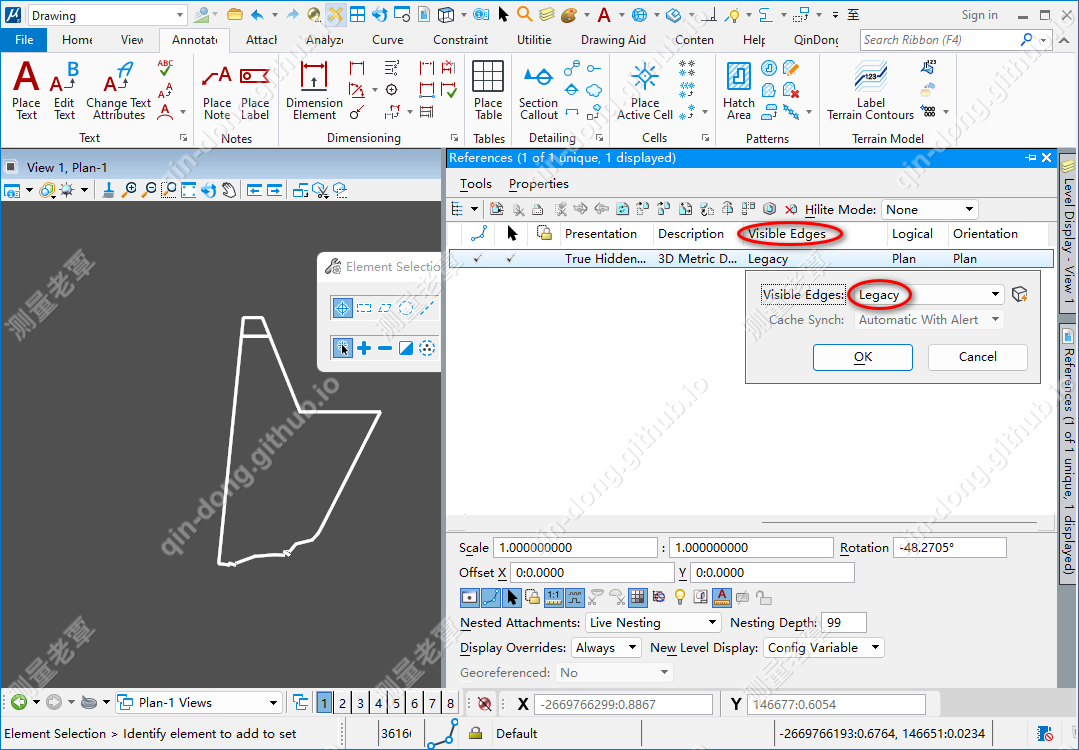 Drawing
Sign in
File
Home
View
Annotate
Attach
Analyze
Curve
Constraint
Utilitie
Drawing Aid
Conten
Help
QinDong
Search Ribbon (F4)
Place Text
Edit Text
Change Text Attributes
Place Note
Place Label
Dimension Element
Place Table
Section Callout
Place Active Cell
Hatch Area
Label Terrain Contours
Text
Notes
Dimensioning
Tables
Detailing
Cells
Patterns
Terrain Model
View 1, Plan-1
References (1 of 1 unique, 1 displayed)
Tools
Properties
Hilite Mode:
None
Presentation
Description
Visible Edges
Logical
Orientation
True Hidden...
3D Metric D...
Legacy
Plan
Plan
Element Selectio
Visible Edges:
Legacy
Cache Synch:
Automatic With Alert
OK
Cancel
Scale
1.000000000
:
1.000000000
Rotation
-48.2705°
Offset X
0:0.0000
Y
0:0.0000
1:1
Nested Attachments:
Live Nesting
Nesting Depth:
99
Display Overrides:
Always
New Level Display:
Config Variable
Georeferenced:
No
Level Display - View 1
References (1 of 1 unique, 1 displayed)
Plan-1 Views
1 2 3 4 5 6 7 8
X
-2669766299:0.8867
Y
146677:0.6054
Element Selection > Identify element to add to set
3616
Default
-2669766193:0.6764, 146651:0.0234
测量老覃
qin-dong.github.io